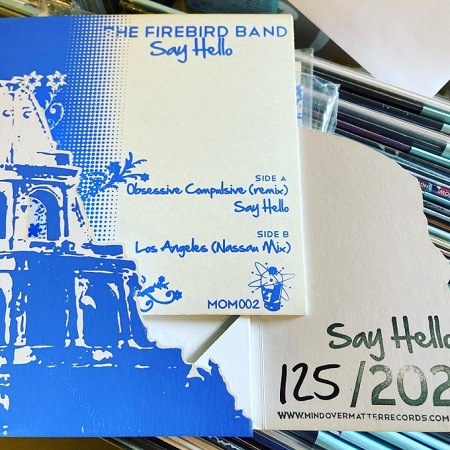 THE FIREBIRD BAND
Say Hello
SIDE A
Obsessive Compulsive (remix)
Say Hello
SIDE B
Los Angeles (Nassau Mix)
MOM002
Say Hello
125/202
WWW.MINDOVERMATTERRECORDS.COM